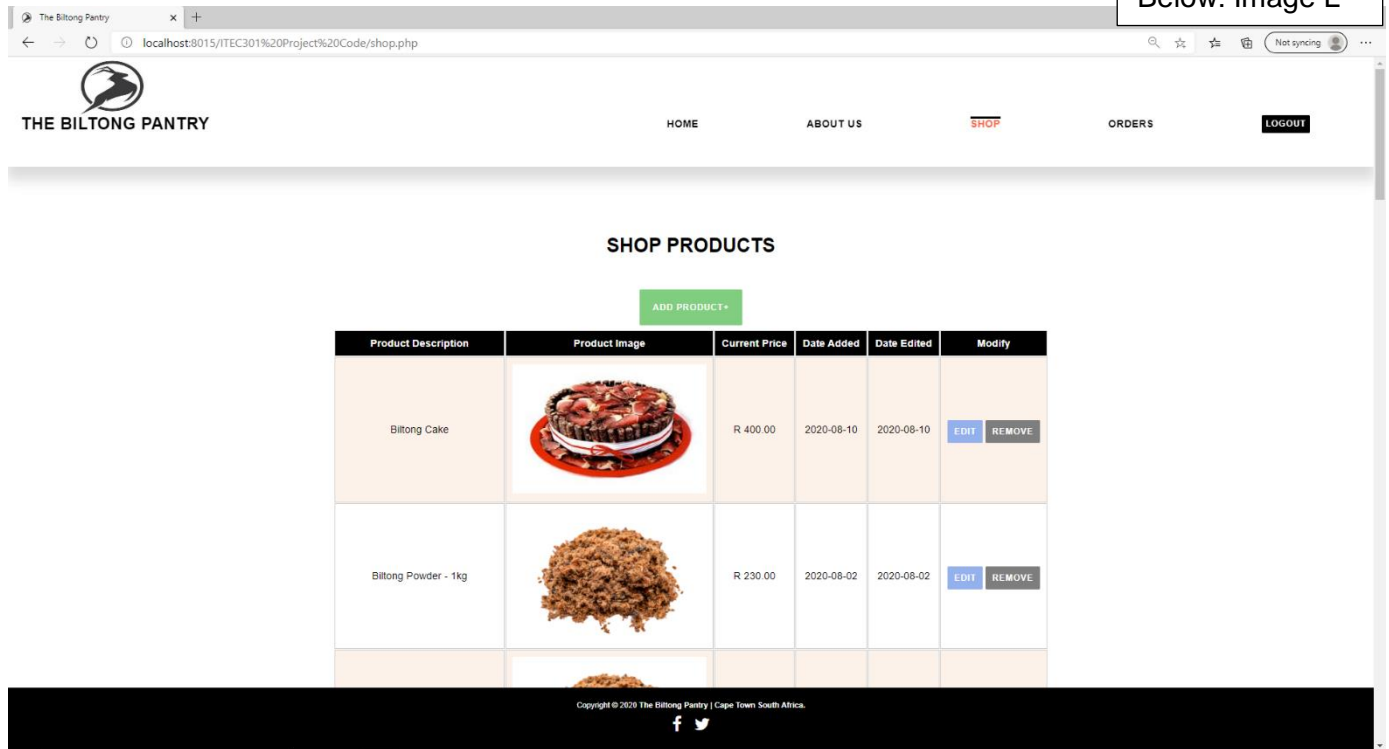 Below: Image E
The Biltong Pantry
localhost:8015/ITEC301%20Project%20Code/shop.php
Not syncing
THE BILTONG PANTRY
HOME ABOUT US SHOP ORDERS LOGOUT
SHOP PRODUCTS
ADD PRODUCT+
Product Description Product Image Current Price Date Added Date Edited Modify
Biltong Cake R 400.00 2020-08-10 2020-08-10 EDIT REMOVE
Biltong Powder - 1kg R 230.00 2020-08-02 2020-08-02 EDIT REMOVE
Copyright © 2020 The Biltong Pantry | Cape Town South Africa.